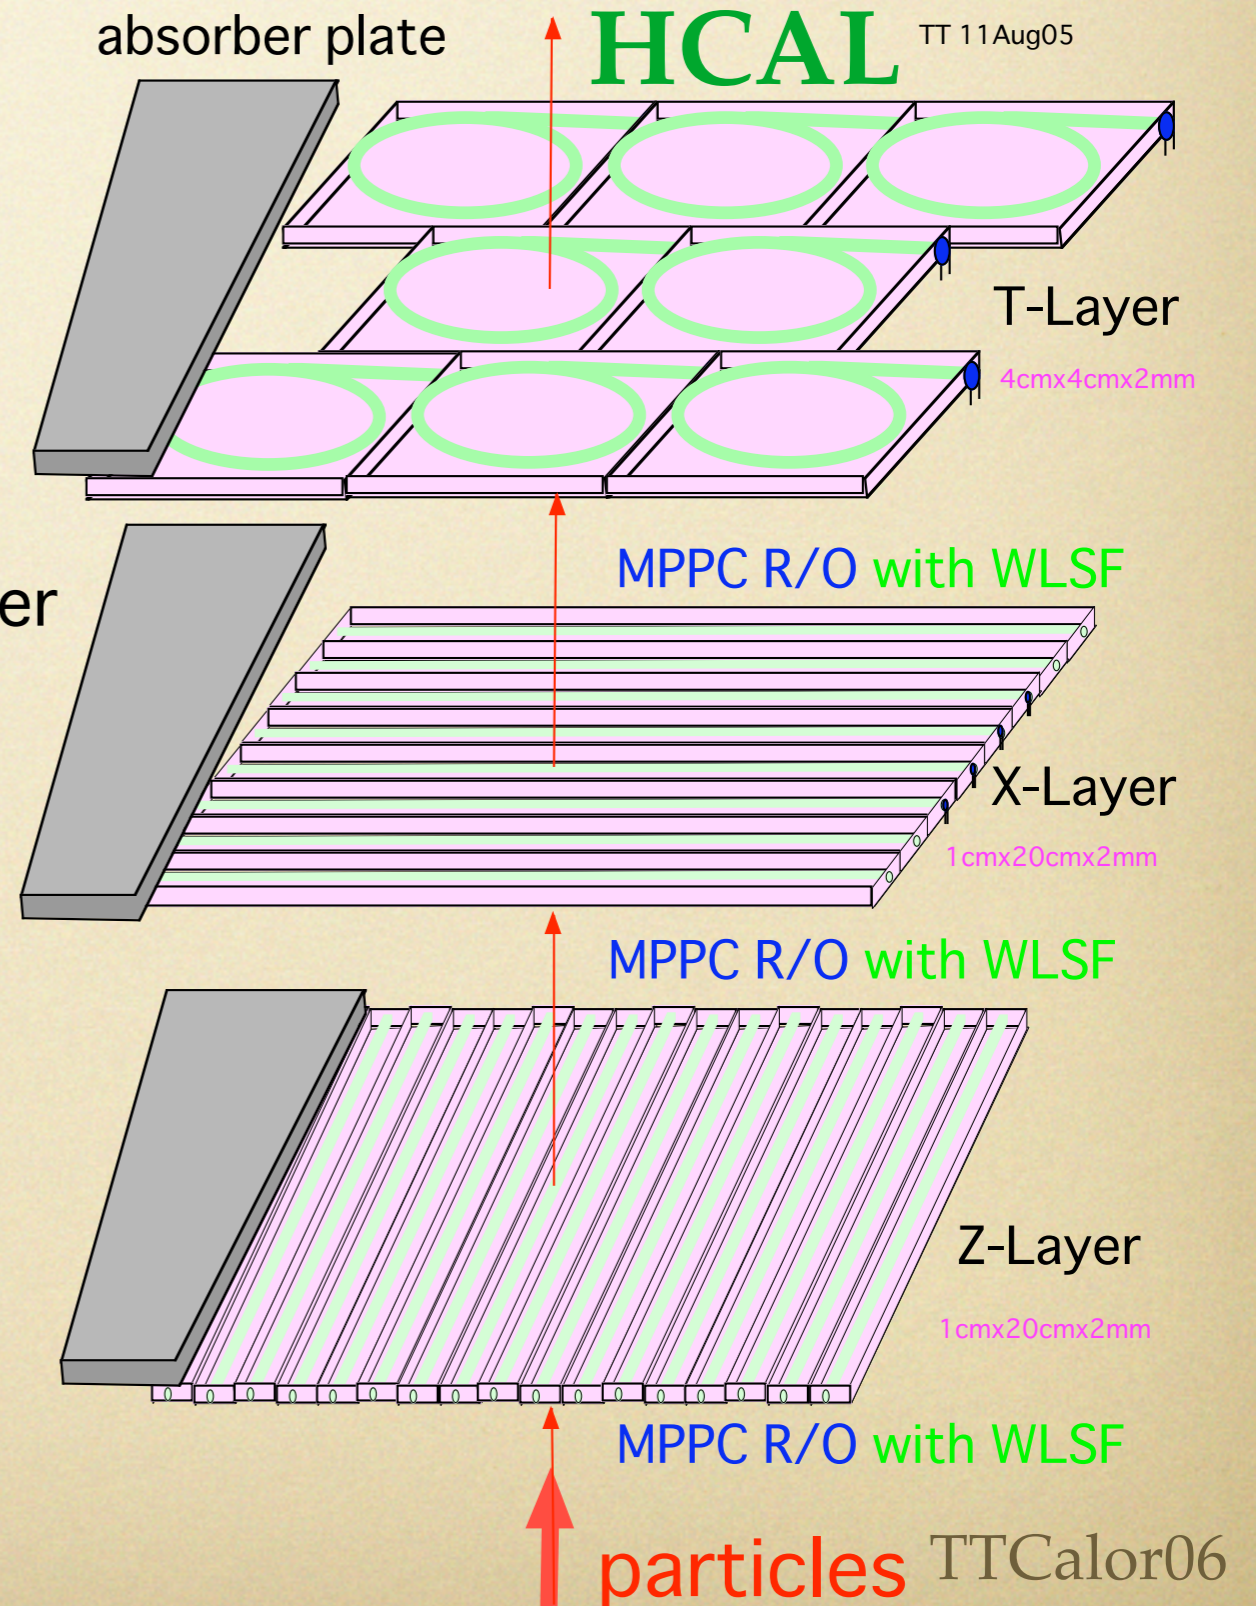 absorber plate
HCAL
TT 11Aug05
T-Layer
4cmx4cmx2mm
MPPC R/O with WLSF
er
X-Layer
1cmx20cmx2mm
MPPC R/O with WLSF
Z-Layer
1cmx20cmx2mm
MPPC R/O with WLSF
particles
TTCalor06